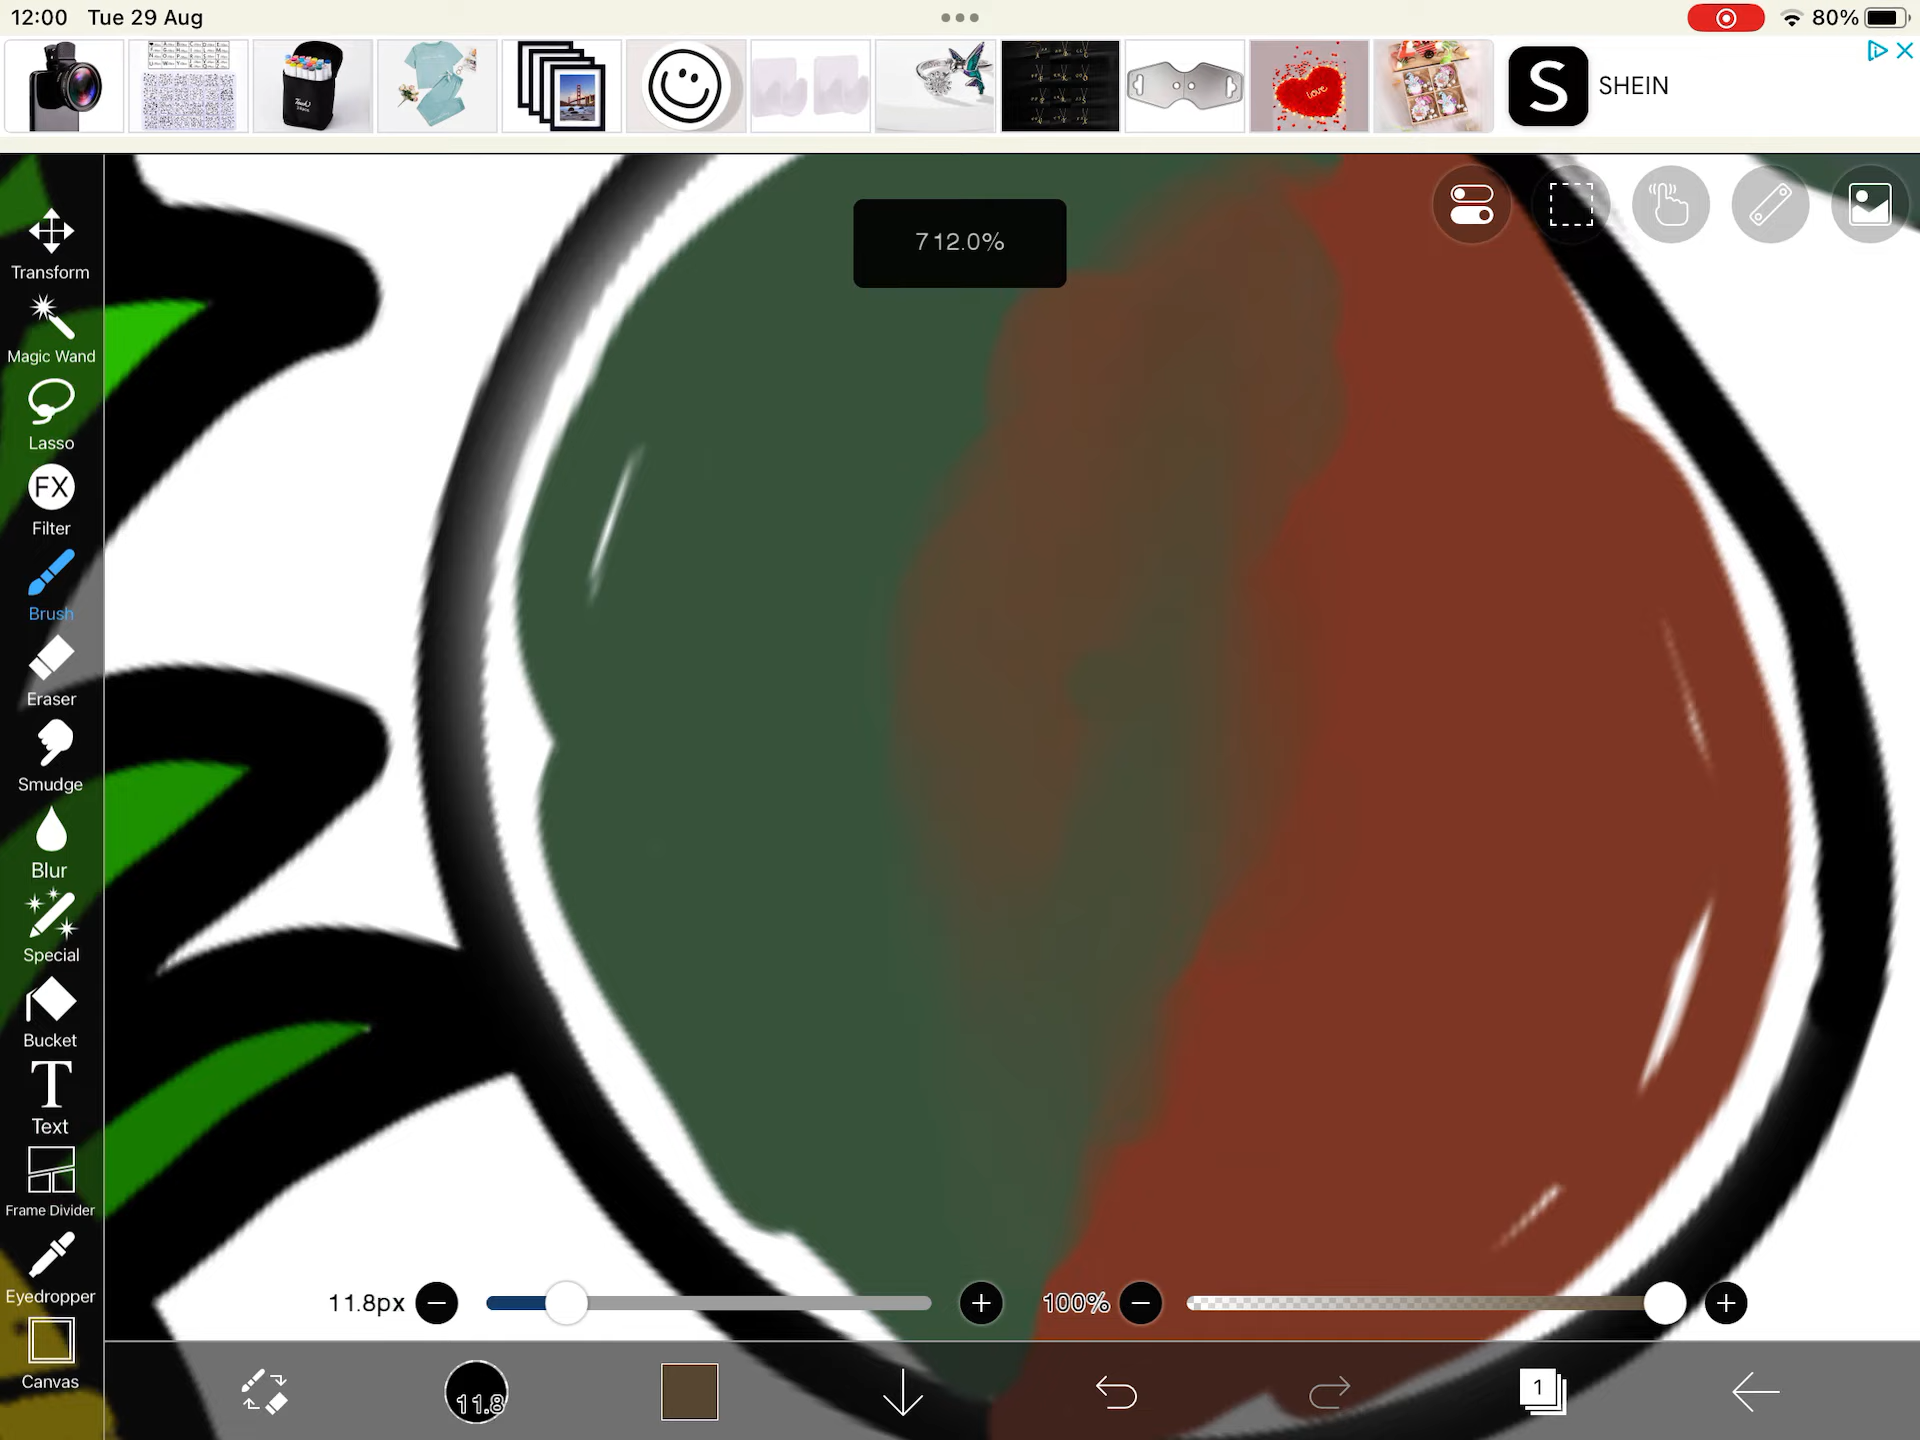 12:00 Tue 29 Aug
80%
S SHEIN
love
712.0%
Transform
Magic Wand
Lasso
FX
Filter
Brush
Eraser
Smudge
Blur
Special
Bucket
T
Text
Frame Divider
Eyedropper
Canvas
11.8px
100%
11.8
1